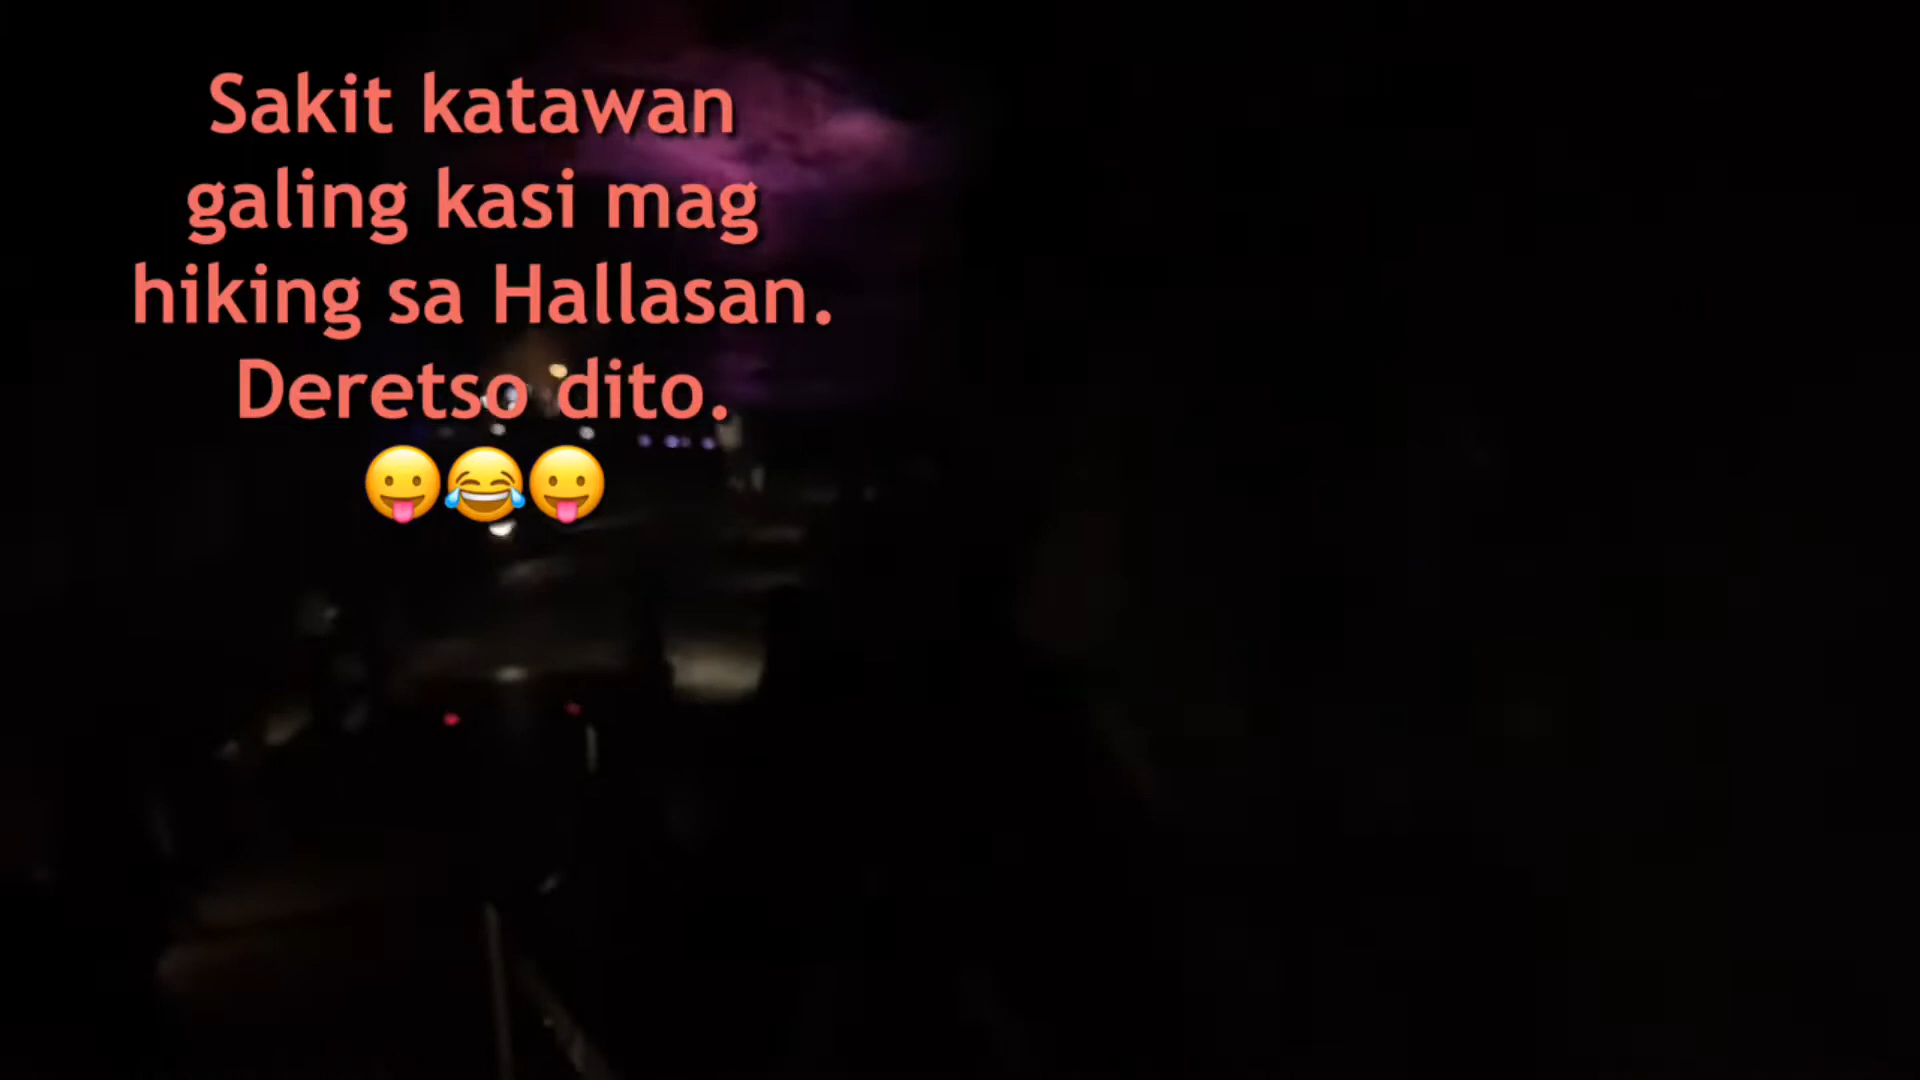 Sakit katawan
galing kasi mag
hiking sa Hallasan.
Deretso dito.
😛😂😛